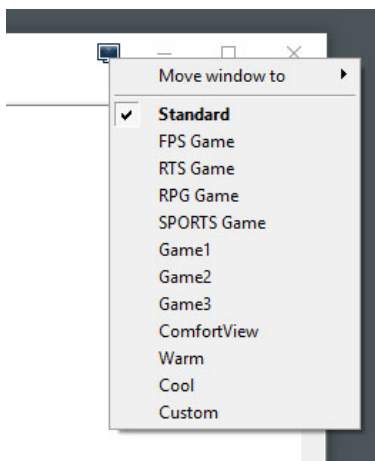 Move window to
Standard
FPS Game
RTS Game
RPG Game
SPORTS Game
Game1
Game2
Game3
ComfortView
Warm
Cool
Custom